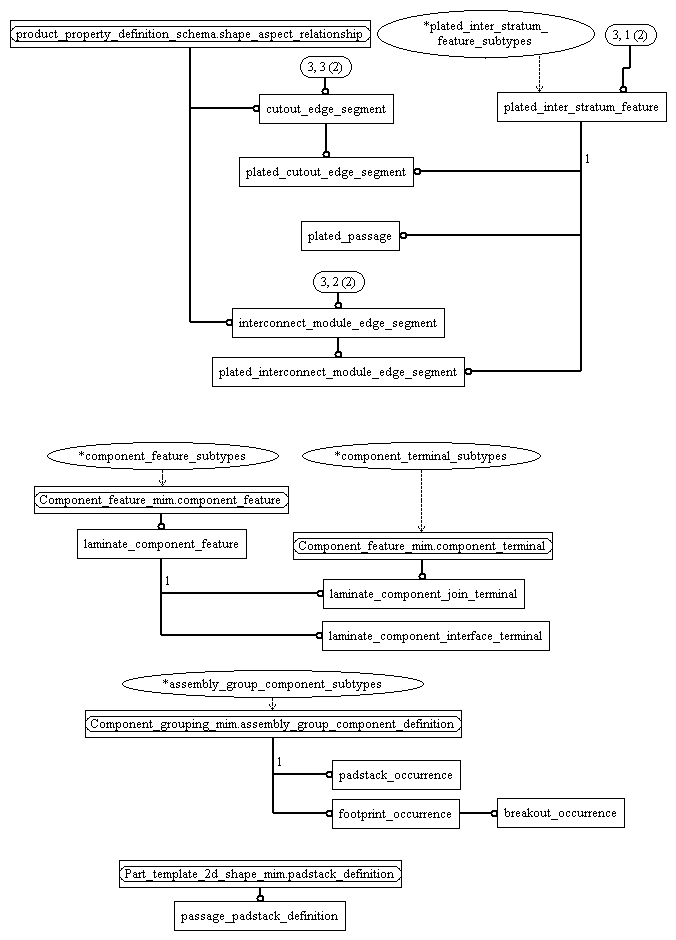 product_property_definition_schema.shape_aspect_relationship
*plated_inter_stratum_
feature_subtypes
3, 1 (2)
3, 3 (2)
cutout_edge_segment
plated_inter_stratum_feature
1
plated_cutout_edge_segment
plated_passage
3, 2 (2)
interconnect_module_edge_segment
plated_interconnect_module_edge_segment
*component_feature_subtypes
*component_terminal_subtypes
Component_feature_mim.component_feature
laminate_component_feature
Component_feature_mim.component_terminal
1
laminate_component_join_terminal
laminate_component_interface_terminal
*assembly_group_component_subtypes
Component_grouping_mim.assembly_group_component_definition
1
padstack_occurrence
footprint_occurrence
breakout_occurrence
Part_template_2d_shape_mim.padstack_definition
passage_padstack_definition